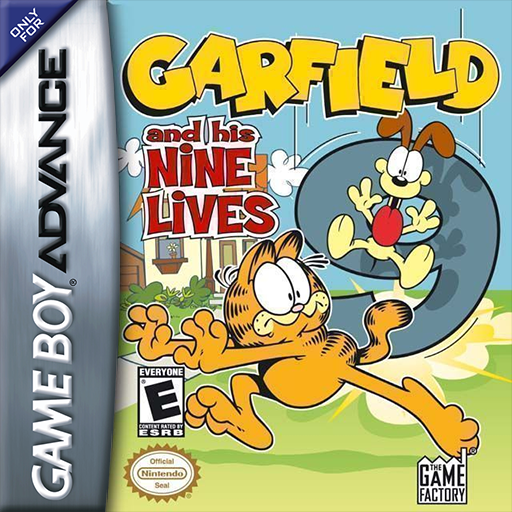 ONLY
FOR
GAME BOY ADVANCE
GARFIELD
and his
NiNE
LiVES
9
EVERYONE
E
CONTENT RATED BY
ESRB
Official
Nintendo
Seal
THE
GAME
FACTORY